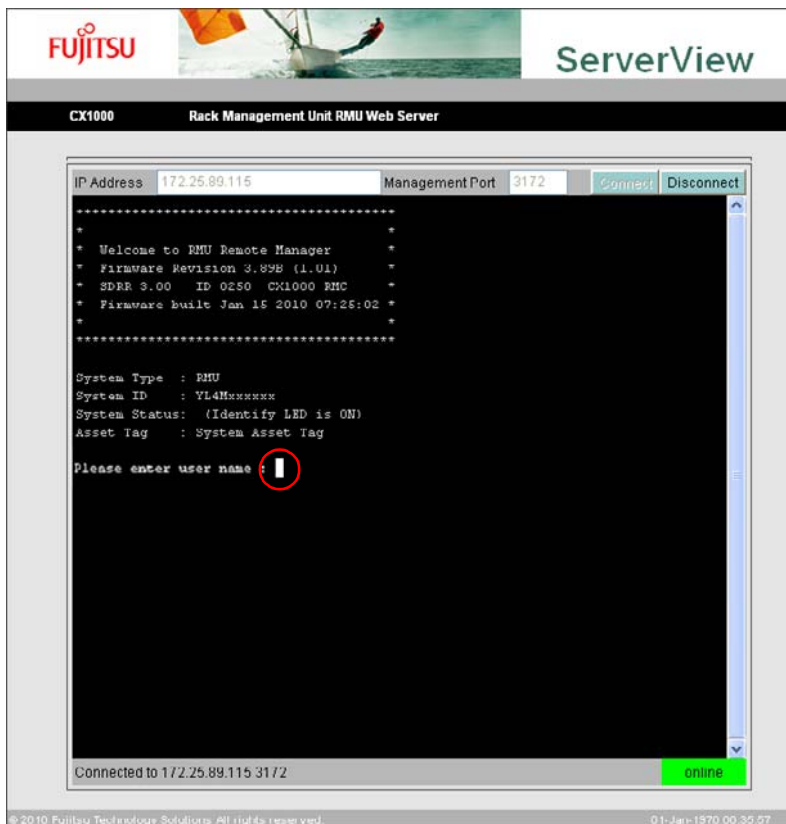 FUJITSU
ServerView
CX1000 Rack Management Unit RMU Web Server
IP Address 172.25.89.115 Management Port 3172 Connect Disconnect
*****************************************
* *
* Welcome to RMU Remote Manager *
* Firmware Revision 3.89B (1.01) *
* SDRR 3.00 ID 0250 CX1000 RMC *
* Firmware built Jan 15 2010 07:25:02 *
* *
*****************************************
System Type : RMU
System ID : YL4Mxxxxxx
System Status: (Identify LED is ON)
Asset Tag : System Asset Tag
Please enter user name :
Connected to 172.25.89.115 3172 online
© 2010 Fujitsu Technology Solutions All rights reserved. 01-Jan-1970 00:35:57